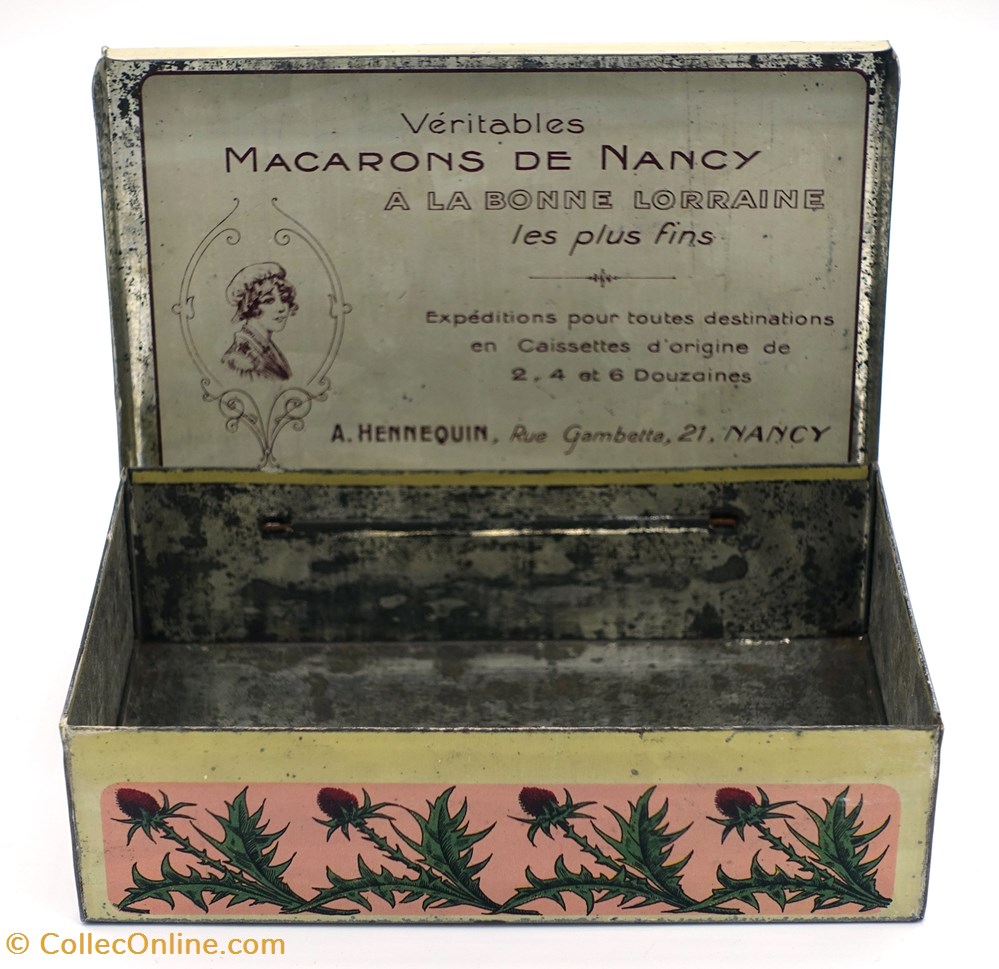 Véritables
MACARONS DE NANCY
A LA BONNE LORRAINE
les plus fins
Expéditions pour toutes destinations
en Caissettes d'origine de
2, 4 et 6 Douzaines
A. HENNEQUIN, Rue Gambetta, 21, NANCY
© CollecOnline.com